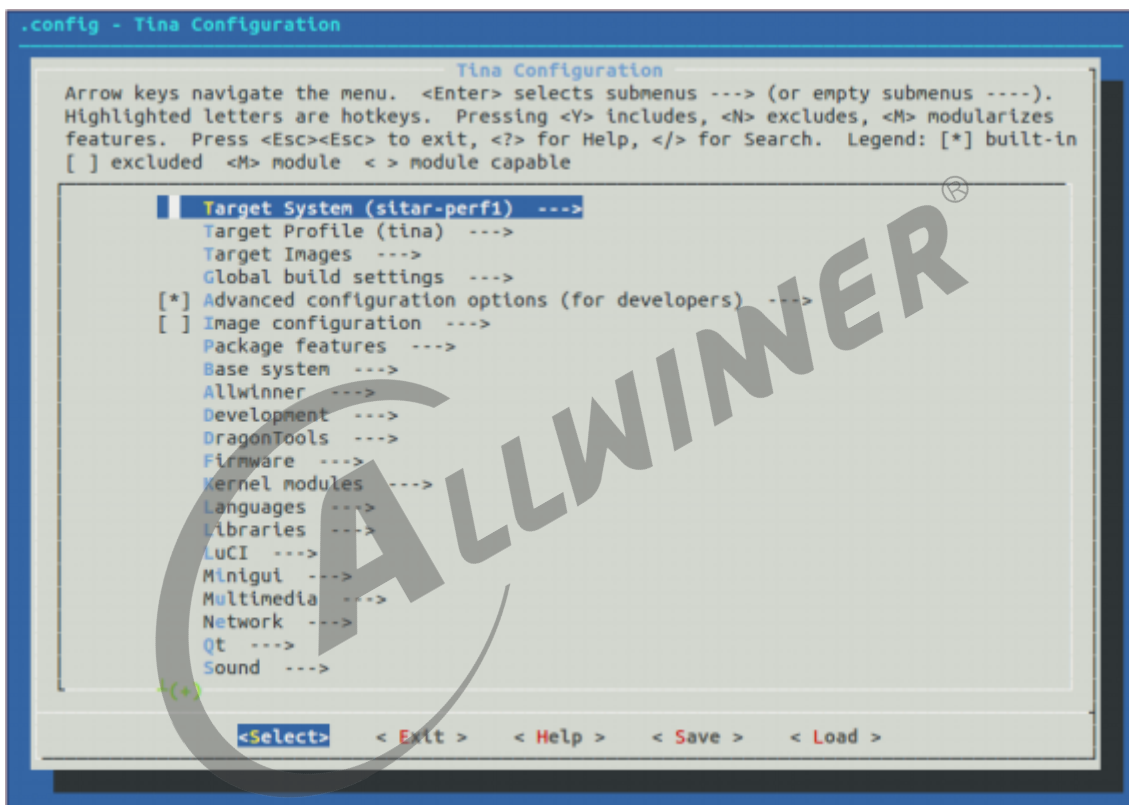 .config - Tina Configuration
Tina Configuration
Arrow keys navigate the menu.  <Enter> selects submenus ---> (or empty submenus ----).
Highlighted letters are hotkeys.  Pressing <Y> includes, <N> excludes, <M> modularizes
features.  Press <Esc><Esc> to exit, <?> for Help, </> for Search.  Legend: [*] built-in
[ ] excluded  <M> module  < > module capable
Target System (sitar-perf1)  --->
Target Profile (tina)  --->
Target Images  --->
Global build settings  --->
[*] Advanced configuration options (for developers)  --->
[ ] Image configuration  --->
Package features  --->
Base system  --->
Allwinner  --->
Development  --->
DragonTools  --->
Firmware  --->
Kernel modules  --->
Languages  --->
Libraries  --->
LuCI  --->
Minigui  --->
Multimedia  --->
Network  --->
Qt  --->
Sound  --->
┴(+)
<Select>    < Exit >    < Help >    < Save >    < Load >
ALLWINNER®